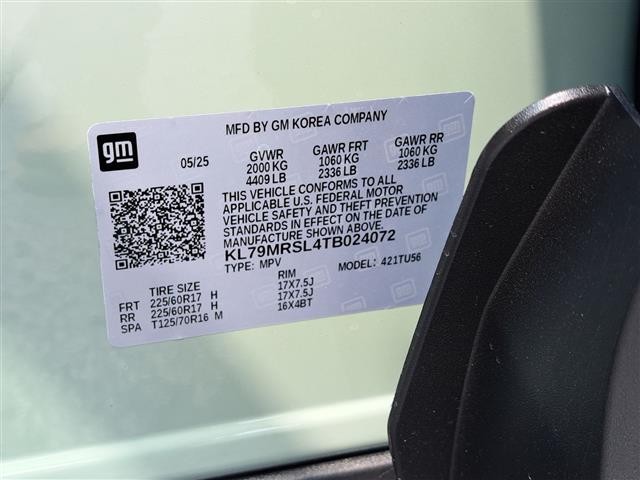 MFD BY GM KOREA COMPANY
gm
05/25 GVWR GAWR FRT GAWR RR
2000 KG 1060 KG 1060 KG
4409 LB 2336 LB 2336 LB
THIS VEHICLE CONFORMS TO ALL
APPLICABLE U.S. FEDERAL MOTOR
VEHICLE SAFETY AND THEFT PREVENTION
STANDARDS IN EFFECT ON THE DATE OF
MANUFACTURE SHOWN ABOVE.
KL79MRSL4TB024072
TYPE: MPV MODEL: 421TU56
TIRE SIZE RIM
FRT 225/60R17 H 17X7.5J
RR 225/60R17 H 17X7.5J
SPA T125/70R16 M 16X4BT